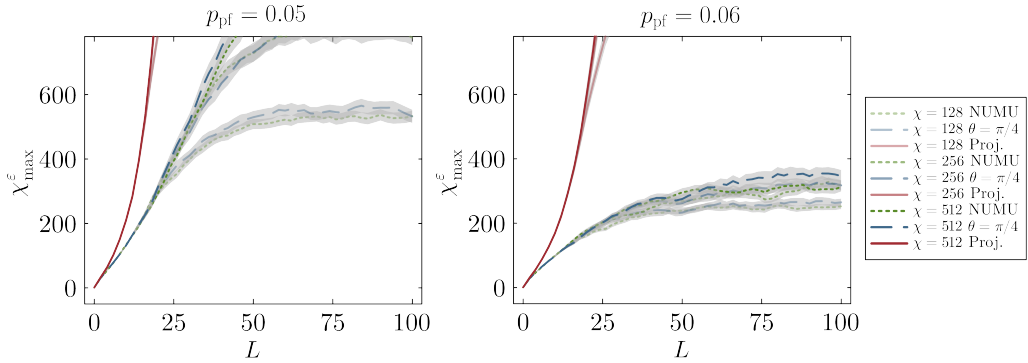 p_pf = 0.05
χ^ε_max
600
400
200
0
0 25 50 75 100
L
p_pf = 0.06
χ^ε_max
600
400
200
0
0 25 50 75 100
L
χ = 128 NUMU
χ = 128 θ = π/4
χ = 128 Proj.
χ = 256 NUMU
χ = 256 θ = π/4
χ = 256 Proj.
χ = 512 NUMU
χ = 512 θ = π/4
χ = 512 Proj.